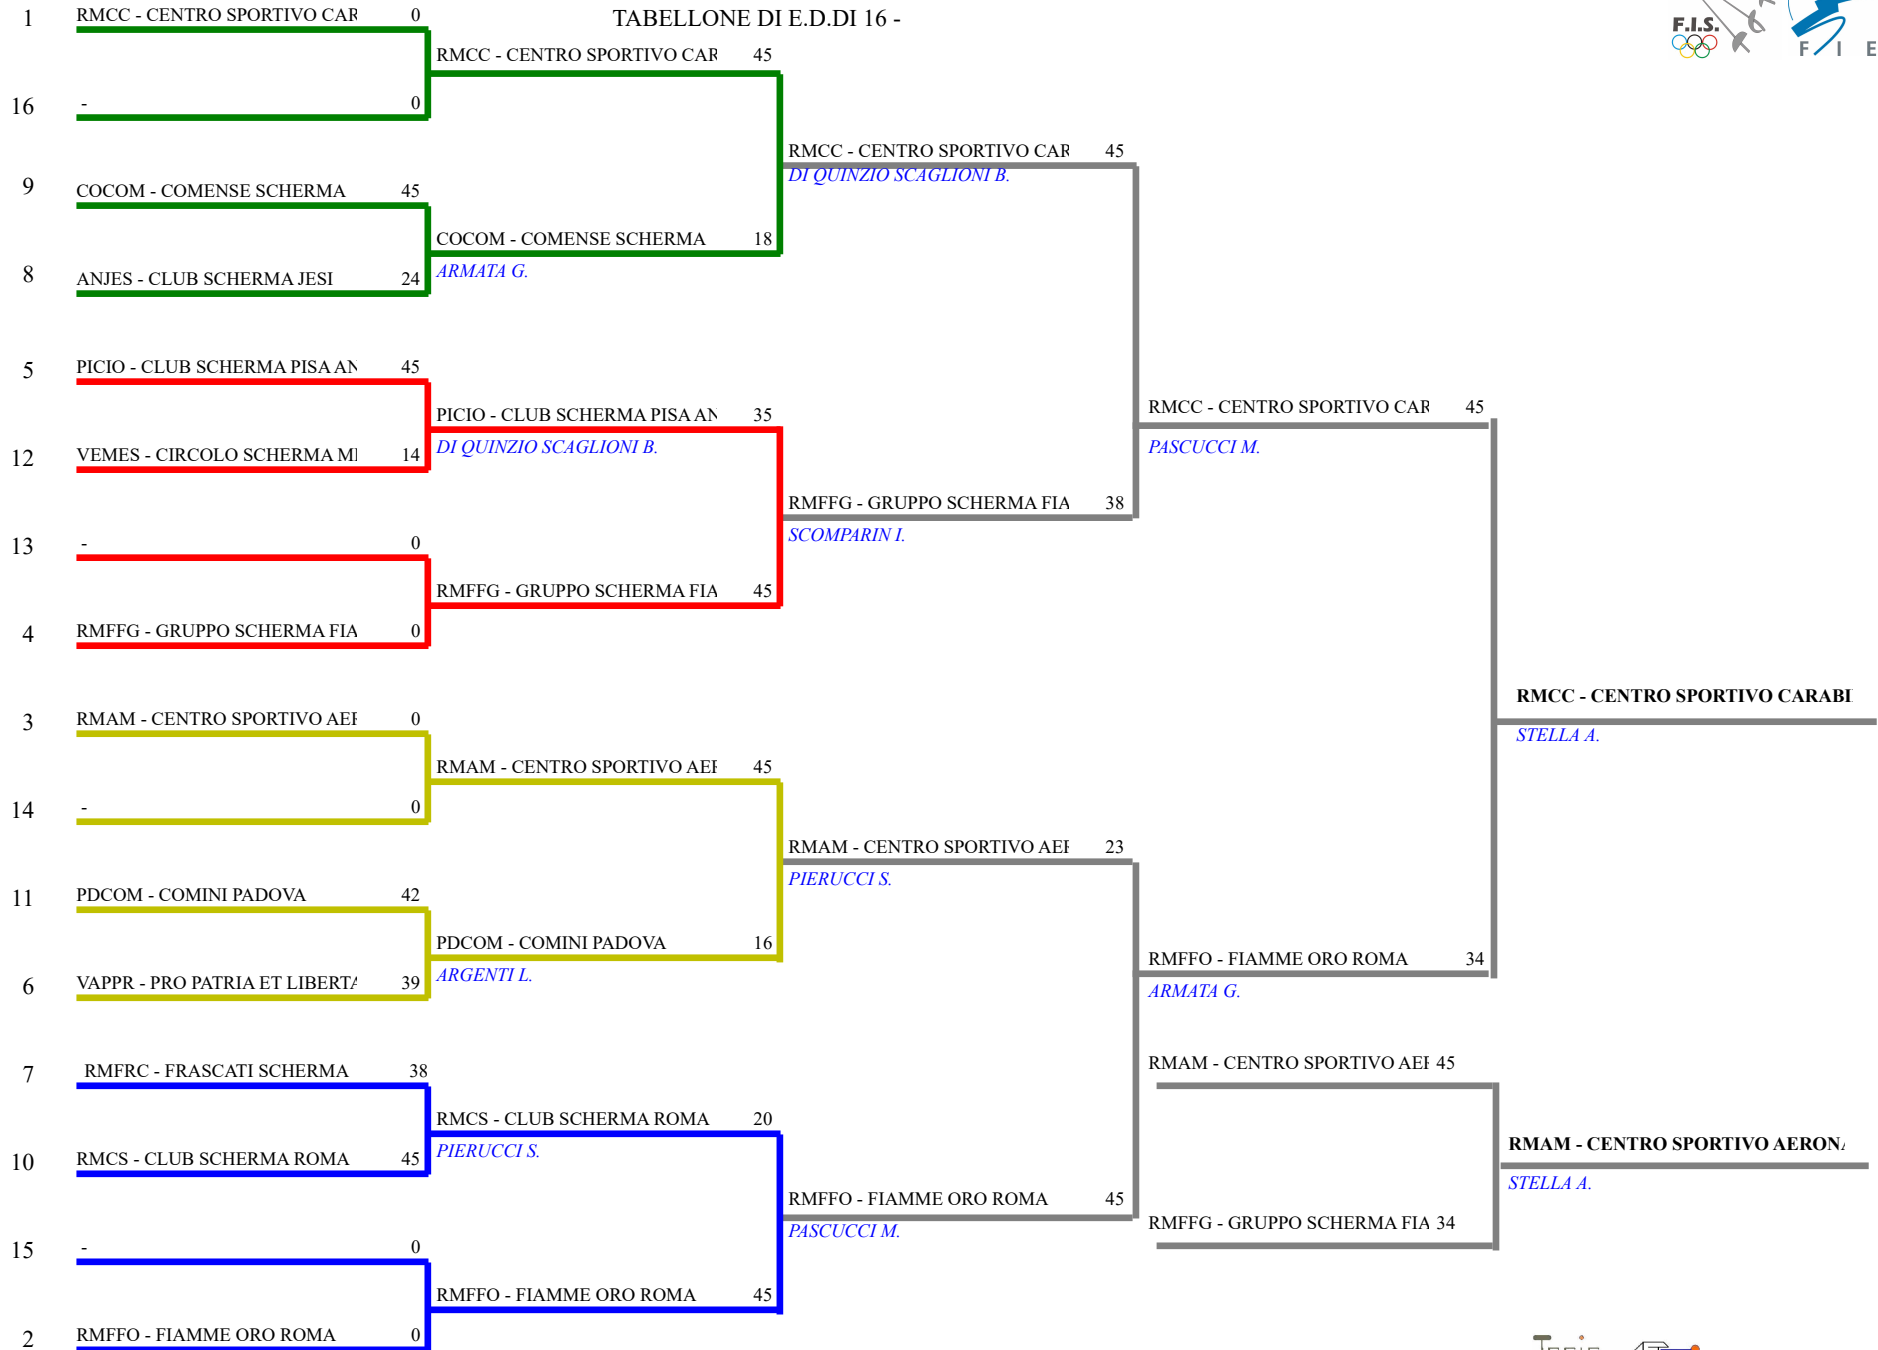 TABELLONE DI E.D.DI 16 -
F.I.S.
F I E
1 RMCC - CENTRO SPORTIVO CAR 0
RMCC - CENTRO SPORTIVO CAR 45
16 - 0
RMCC - CENTRO SPORTIVO CAR 45
DI QUINZIO SCAGLIONI B.
9 COCOM - COMENSE SCHERMA 45
COCOM - COMENSE SCHERMA 18
ARMATA G.
8 ANJES - CLUB SCHERMA JESI 24
5 PICIO - CLUB SCHERMA PISA AN 45
PICIO - CLUB SCHERMA PISA AN 35
DI QUINZIO SCAGLIONI B.
RMCC - CENTRO SPORTIVO CAR 45
PASCUCCI M.
12 VEMES - CIRCOLO SCHERMA MI 14
RMFFG - GRUPPO SCHERMA FIA 38
SCOMPARIN I.
13 - 0
RMFFG - GRUPPO SCHERMA FIA 45
4 RMFFG - GRUPPO SCHERMA FIA 0
RMCC - CENTRO SPORTIVO CARABI
STELLA A.
3 RMAM - CENTRO SPORTIVO AER 0
RMAM - CENTRO SPORTIVO AER 45
14 - 0
RMAM - CENTRO SPORTIVO AER 23
PIERUCCI S.
11 PDCOM - COMINI PADOVA 42
PDCOM - COMINI PADOVA 16
ARGENTI L.
RMFFO - FIAMME ORO ROMA 34
ARMATA G.
6 VAPPR - PRO PATRIA ET LIBERTA 39
7 RMFRC - FRASCATI SCHERMA 38
RMAM - CENTRO SPORTIVO AER 45
RMCS - CLUB SCHERMA ROMA 20
PIERUCCI S.
10 RMCS - CLUB SCHERMA ROMA 45
RMAM - CENTRO SPORTIVO AERONA
STELLA A.
RMFFO - FIAMME ORO ROMA 45
PASCUCCI M.
RMFFG - GRUPPO SCHERMA FIA 34
15 - 0
RMFFO - FIAMME ORO ROMA 45
2 RMFFO - FIAMME ORO ROMA 0